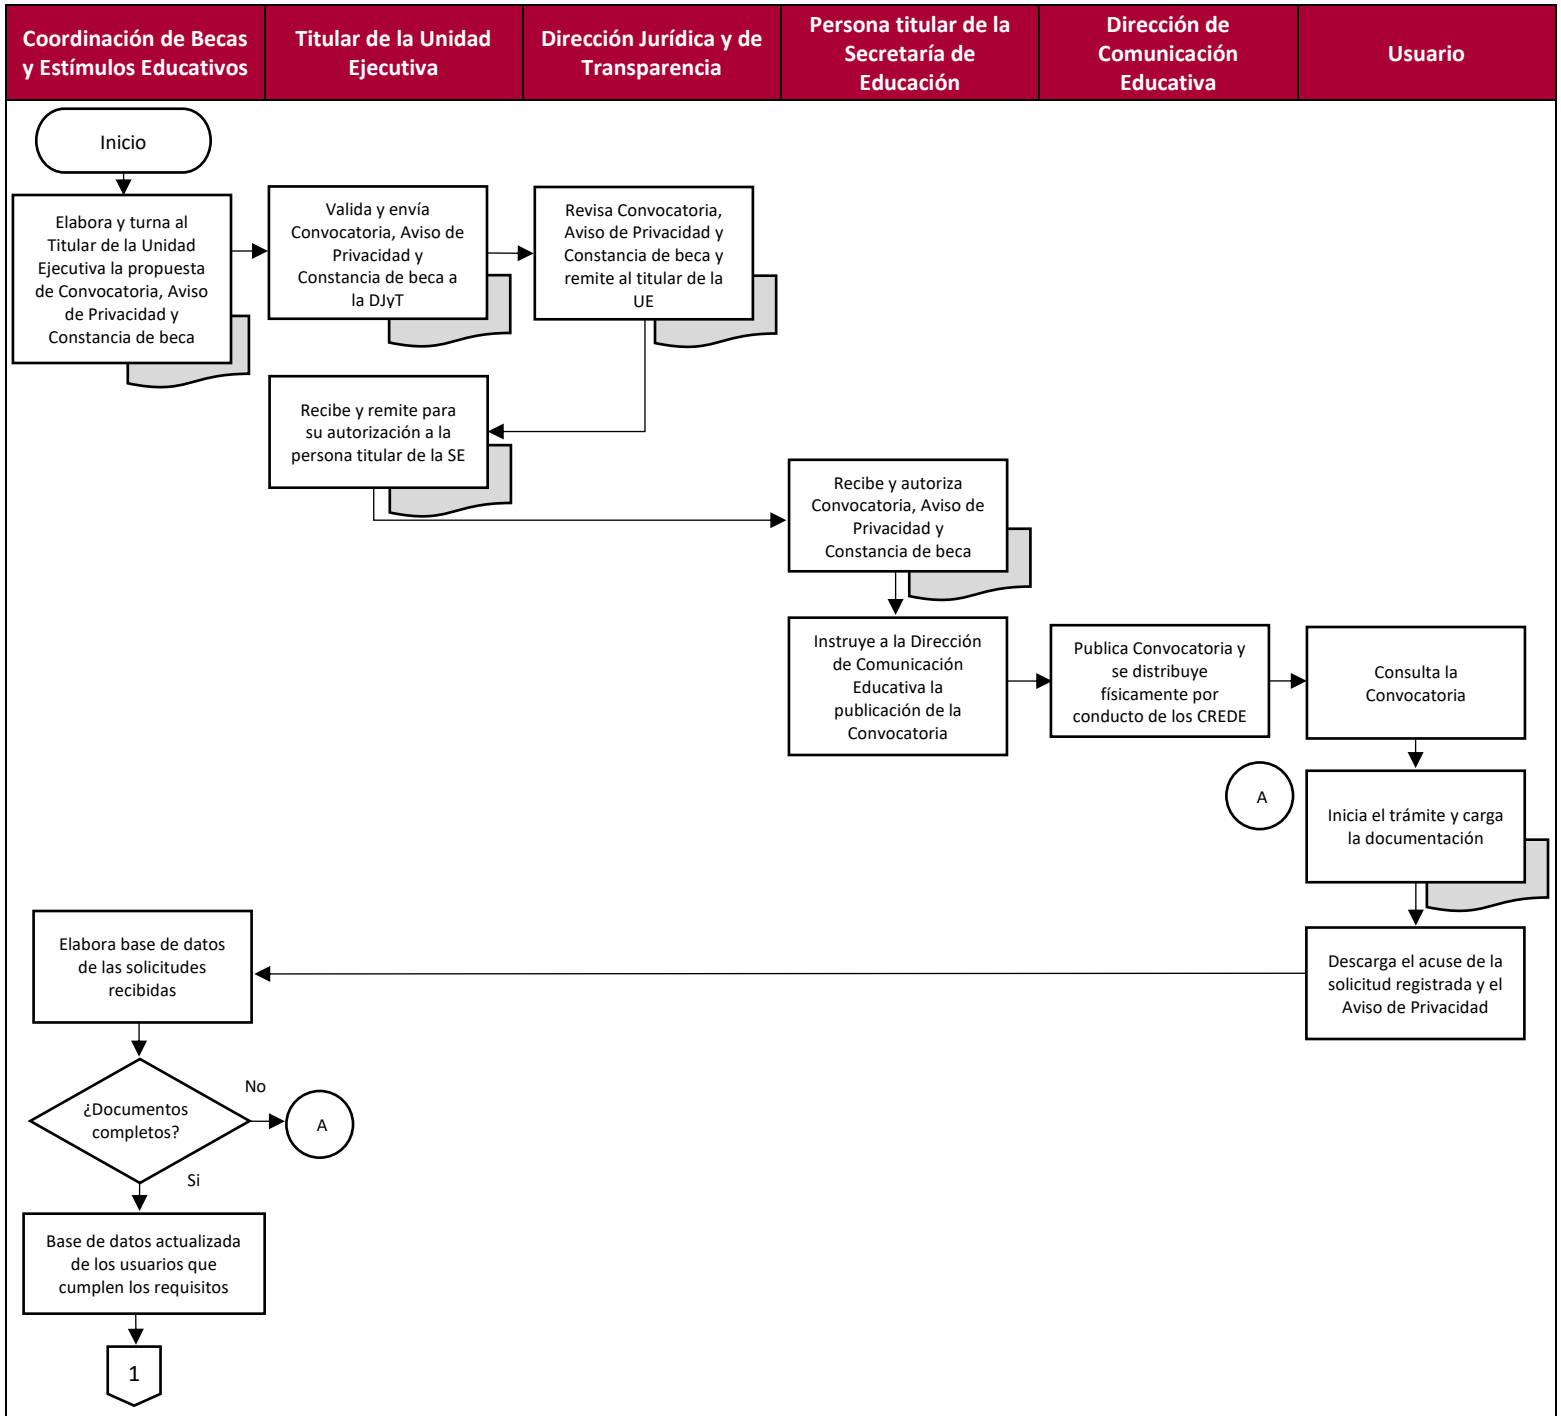 Coordinación de Becas
y Estímulos Educativos
Titular de la Unidad
Ejecutiva
Dirección Jurídica y de
Transparencia
Persona titular de la
Secretaría de
Educación
Dirección de
Comunicación
Educativa
Usuario
Inicio
Elabora y turna al
Titular de la Unidad
Ejecutiva la propuesta
de Convocatoria, Aviso
de Privacidad y
Constancia de beca
Valida y envía
Convocatoria, Aviso de
Privacidad y
Constancia de beca a
la DJyT
Revisa Convocatoria,
Aviso de Privacidad y
Constancia de beca y
remite al titular de la
UE
Recibe y remite para
su autorización a la
persona titular de la SE
Recibe y autoriza
Convocatoria, Aviso de
Privacidad y
Constancia de beca
Instruye a la Dirección
de Comunicación
Educativa la
publicación de la
Convocatoria
Publica Convocatoria y
se distribuye
físicamente por
conducto de los CREDE
Consulta la
Convocatoria
A
Inicia el trámite y carga
la documentación
Descarga el acuse de la
solicitud registrada y el
Aviso de Privacidad
Elabora base de datos
de las solicitudes
recibidas
¿Documentos
completos?
No
A
Si
Base de datos actualizada
de los usuarios que
cumplen los requisitos
1